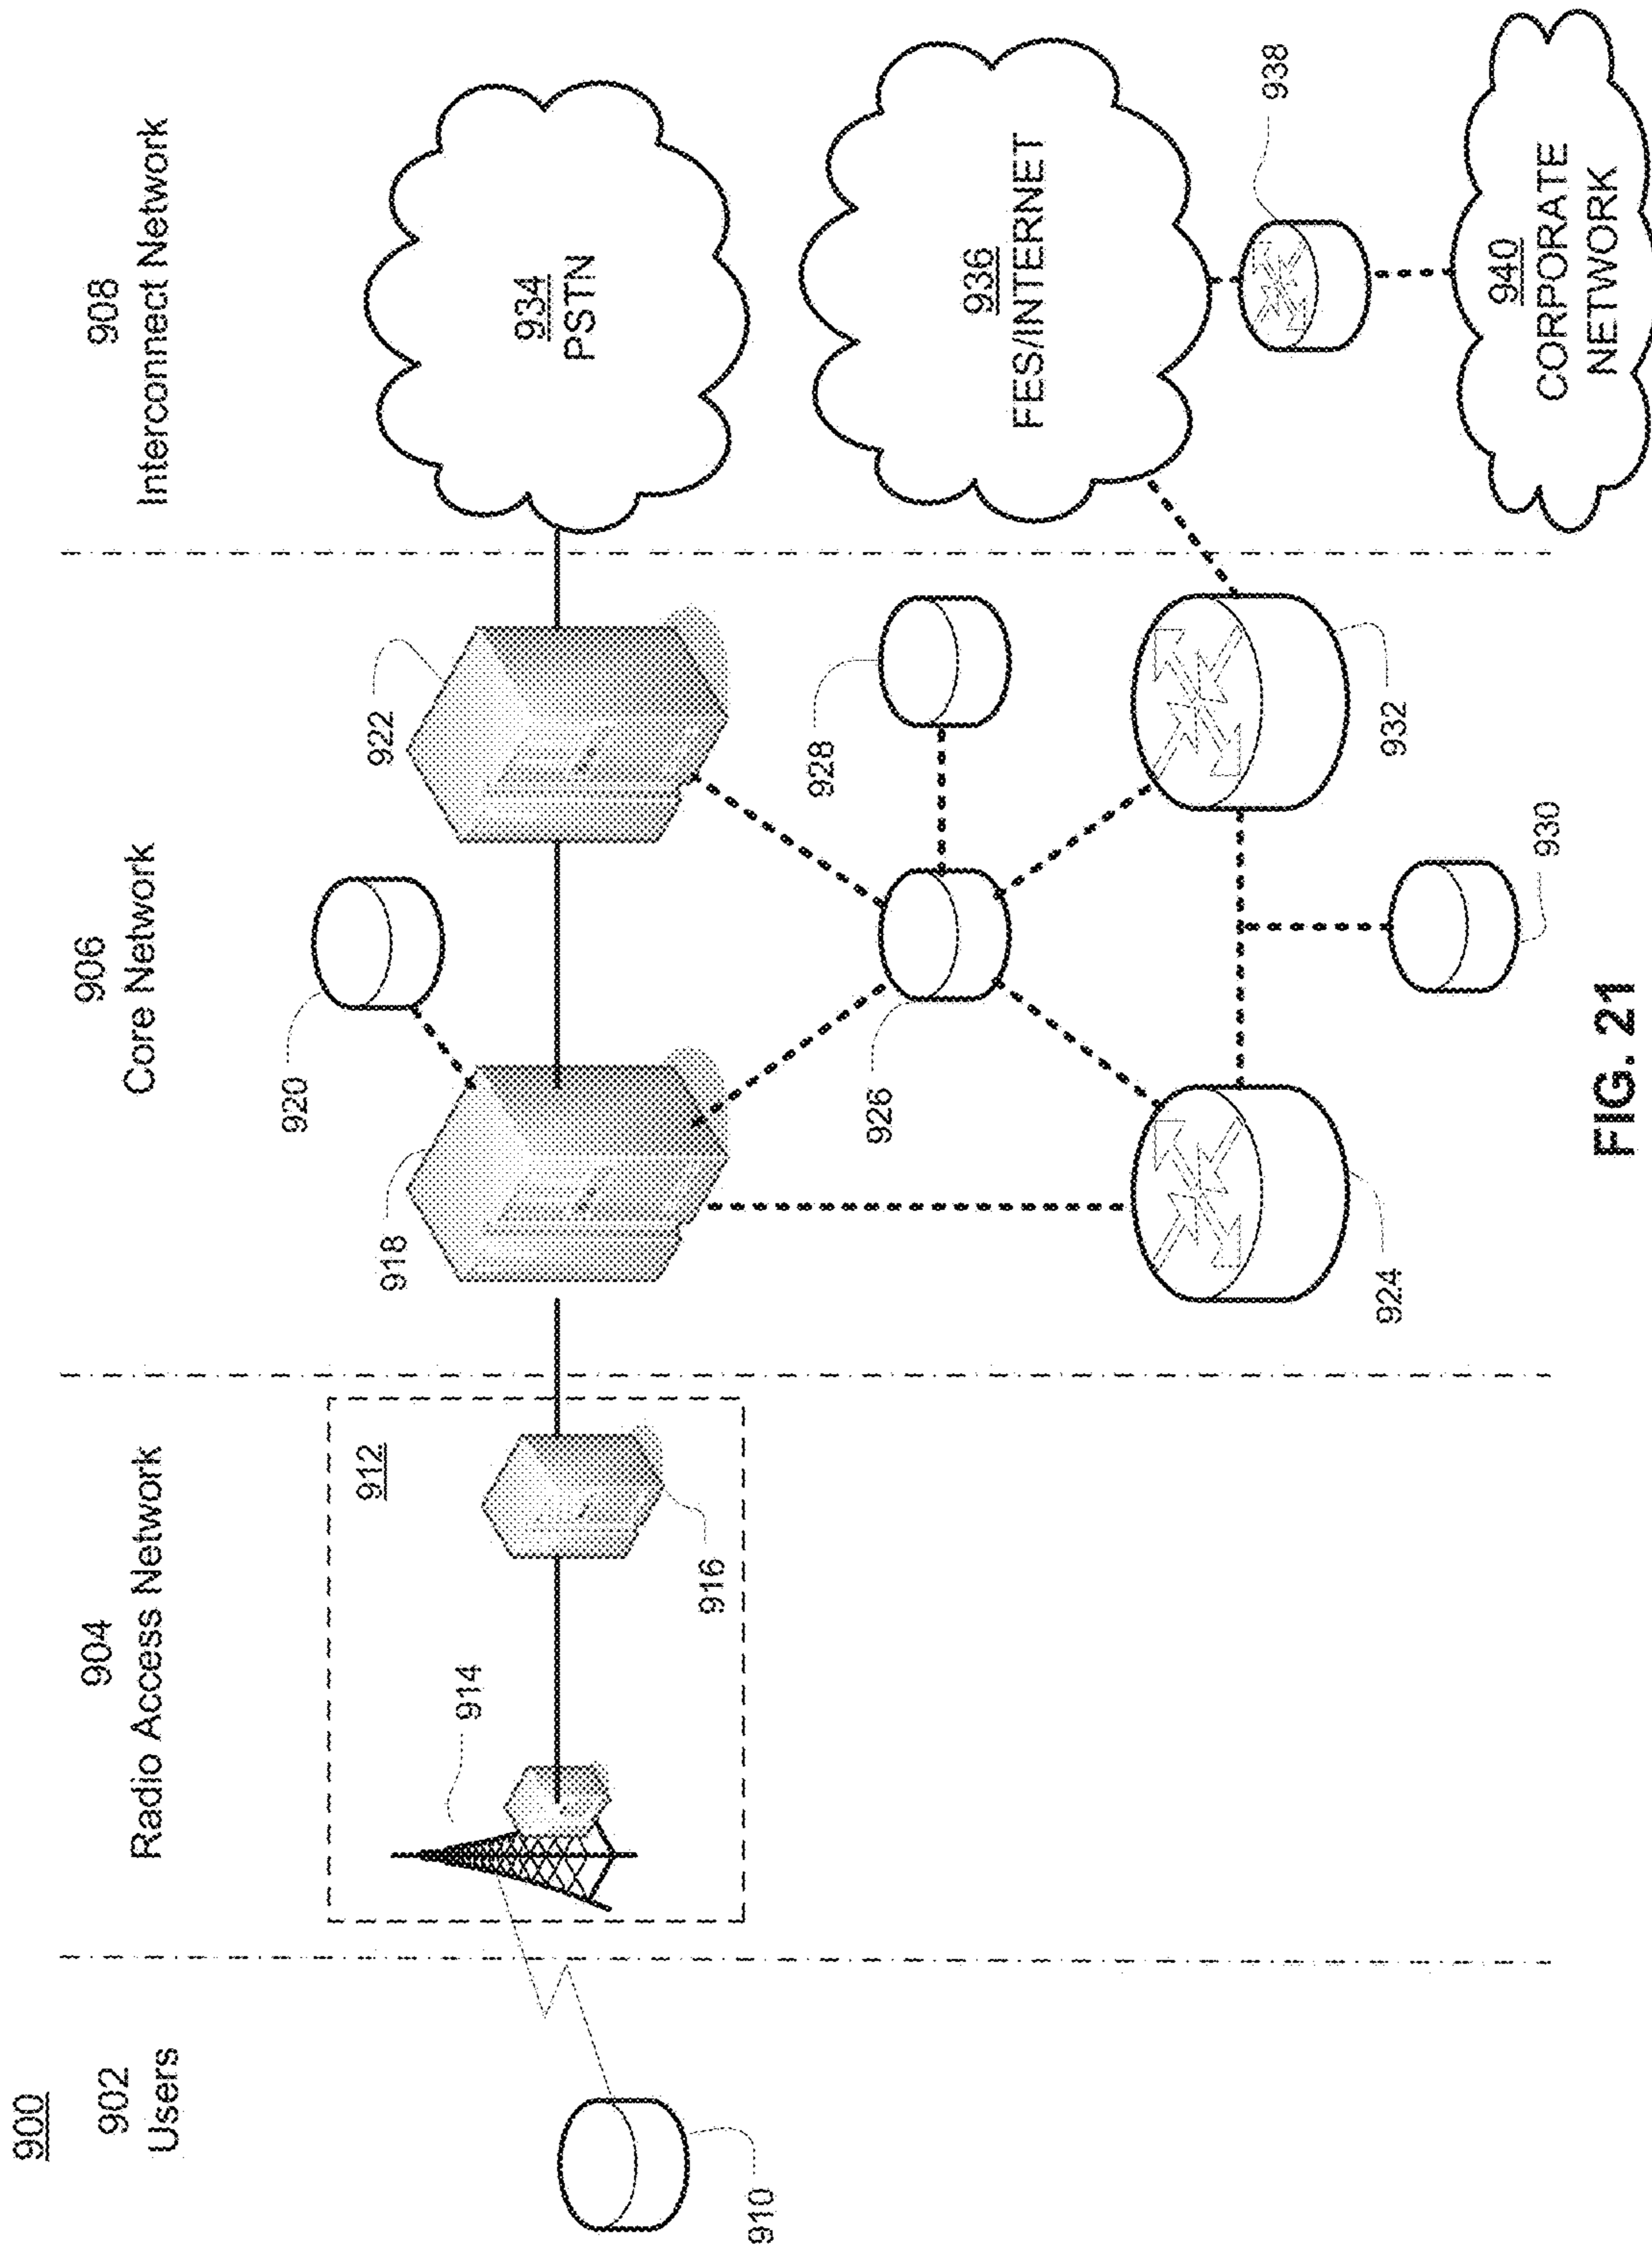 900
902
Users
904
Radio Access Network
906
Core Network
908
Interconnect Network
910
912
914
916
918
920
922
924
926
928
930
932
934
PSTN
936
FES/INTERNET
938
940
CORPORATE
NETWORK
FIG. 21